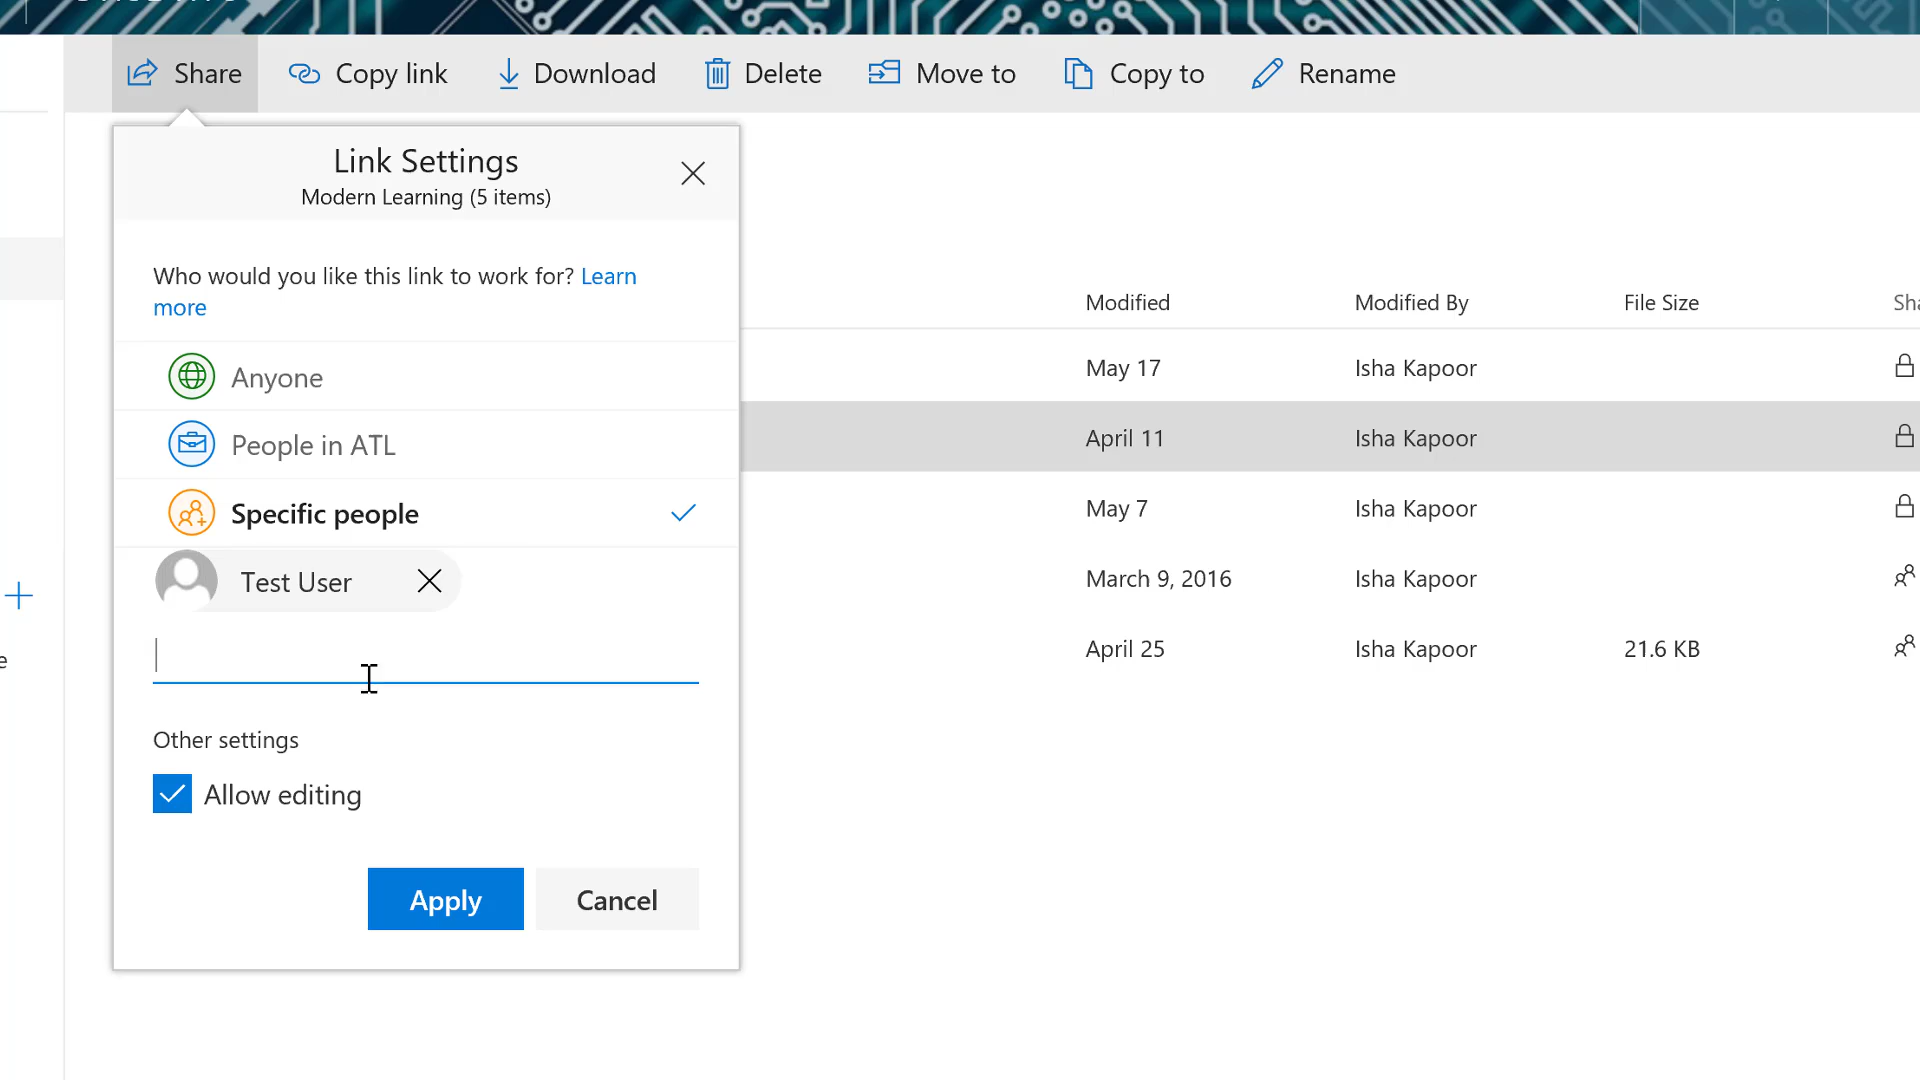 Share Copy link Download Delete Move to Copy to Rename
Link Settings
Modern Learning (5 items)
Who would you like this link to work for? Learn
more
Anyone
People in ATL
Specific people
Test User
Other settings
Allow editing
Apply Cancel
Modified Modified By File Size
May 17 Isha Kapoor
April 11 Isha Kapoor
May 7 Isha Kapoor
March 9, 2016 Isha Kapoor
April 25 Isha Kapoor 21.6 KB